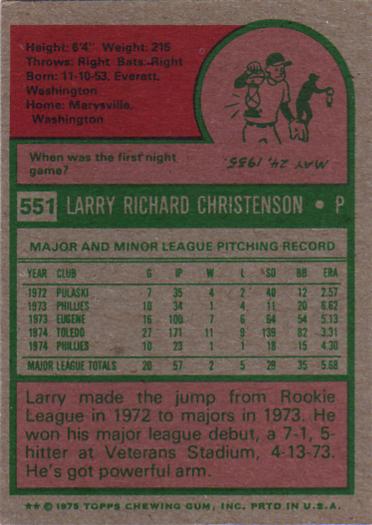 Height: 6'4" Weight: 215
Throws: Right Bats: Right
Born: 11-10-53, Everett,
Washington
Home: Marysville,
Washington
When was the first night
game?
MAY 24, 1935.
551 LARRY RICHARD CHRISTENSON • P
MAJOR AND MINOR LEAGUE PITCHING RECORD
YEAR CLUB G IP W L SO BB ERA
1972 PULASKI 7 35 4 2 40 12 2.57
1973 PHILLIES 10 34 1 4 11 20 6.62
1973 EUGENE 16 100 7 6 64 54 5.13
1974 TOLEDO 27 171 11 9 139 82 3.31
1974 PHILLIES 10 23 1 1 18 15 4.30
MAJOR LEAGUE TOTALS 20 57 2 5 29 35 5.68
Larry made the jump from Rookie
League in 1972 to majors in 1973. He
won his major league debut, a 7-1, 5-
hitter at Veterans Stadium, 4-13-73.
He's got powerful arm.
★★ © 1975 TOPPS CHEWING GUM, INC. PRTD IN U.S.A.